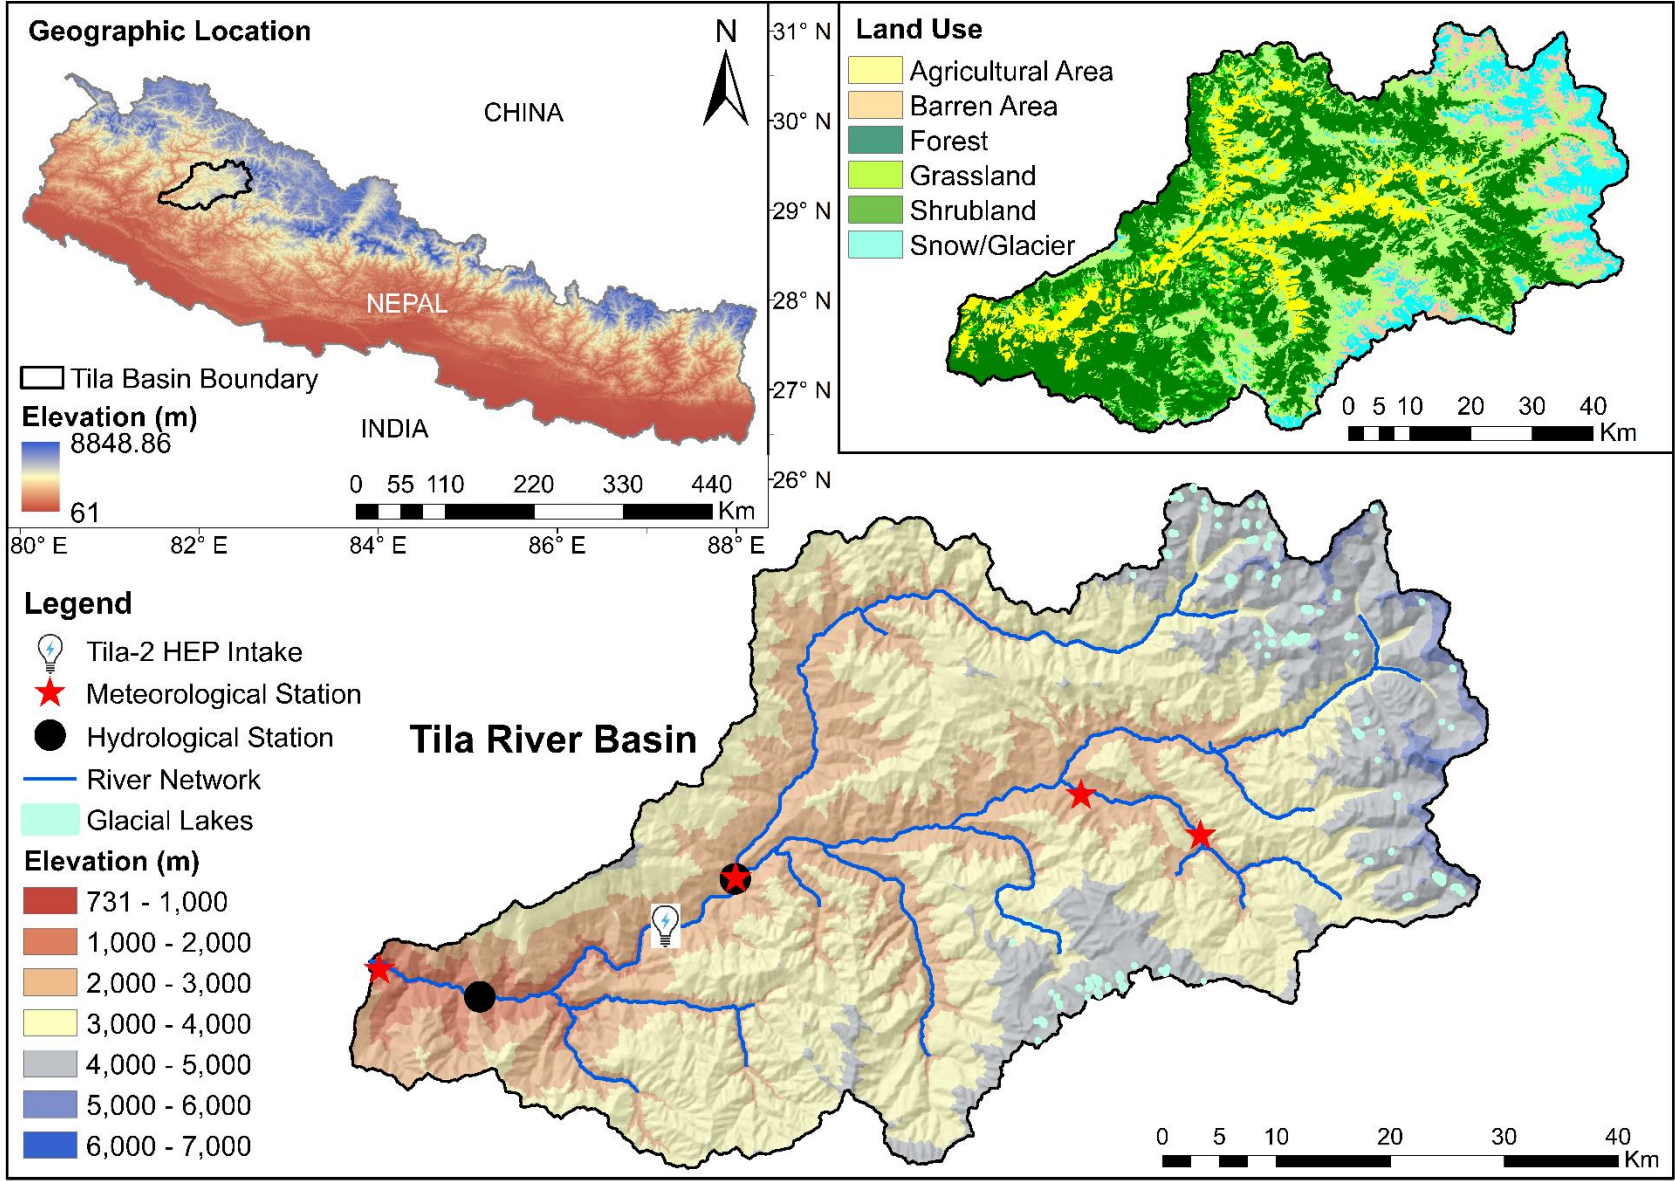 Geographic Location
N
CHINA
NEPAL
INDIA
Tila Basin Boundary
Elevation (m)
8848.86
61
0 55 110 220 330 440
Km
31° N
30° N
29° N
28° N
27° N
26° N
80° E 82° E 84° E 86° E 88° E
Land Use
Agricultural Area
Barren Area
Forest
Grassland
Shrubland
Snow/Glacier
0 5 10 20 30 40
Km
Legend
Tila-2 HEP Intake
Meteorological Station
Hydrological Station
River Network
Glacial Lakes
Elevation (m)
731 - 1,000
1,000 - 2,000
2,000 - 3,000
3,000 - 4,000
4,000 - 5,000
5,000 - 6,000
6,000 - 7,000
Tila River Basin
0 5 10 20 30 40
Km